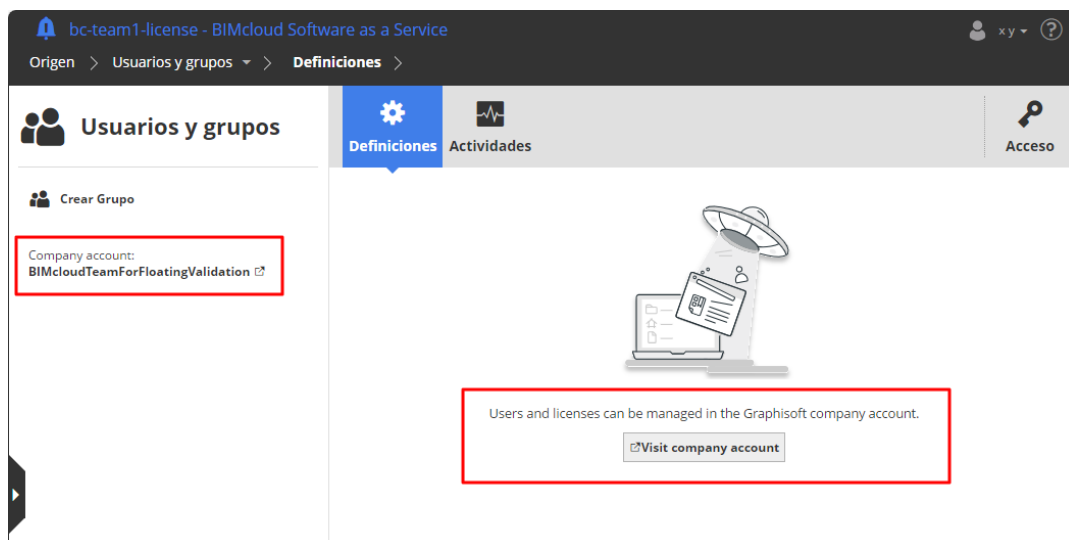 bc-team1-license - BIMcloud Software as a Service
x y
?
Origen > Usuarios y grupos > Definiciones >
Usuarios y grupos
Definiciones
Actividades
Acceso
Crear Grupo
Company account:
BIMcloudTeamForFloatingValidation
Users and licenses can be managed in the Graphisoft company account.
Visit company account